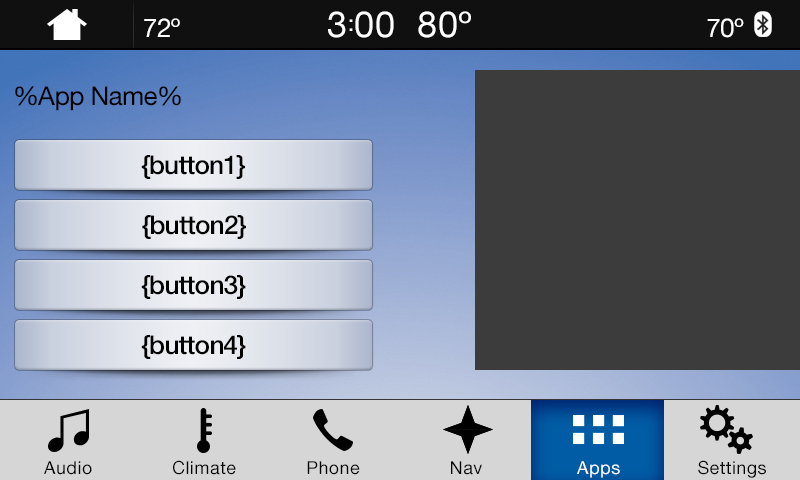 72º 3:00 80º 70º
%App Name%
{button1}
{button2}
{button3}
{button4}
Audio Climate Phone Nav Apps Settings